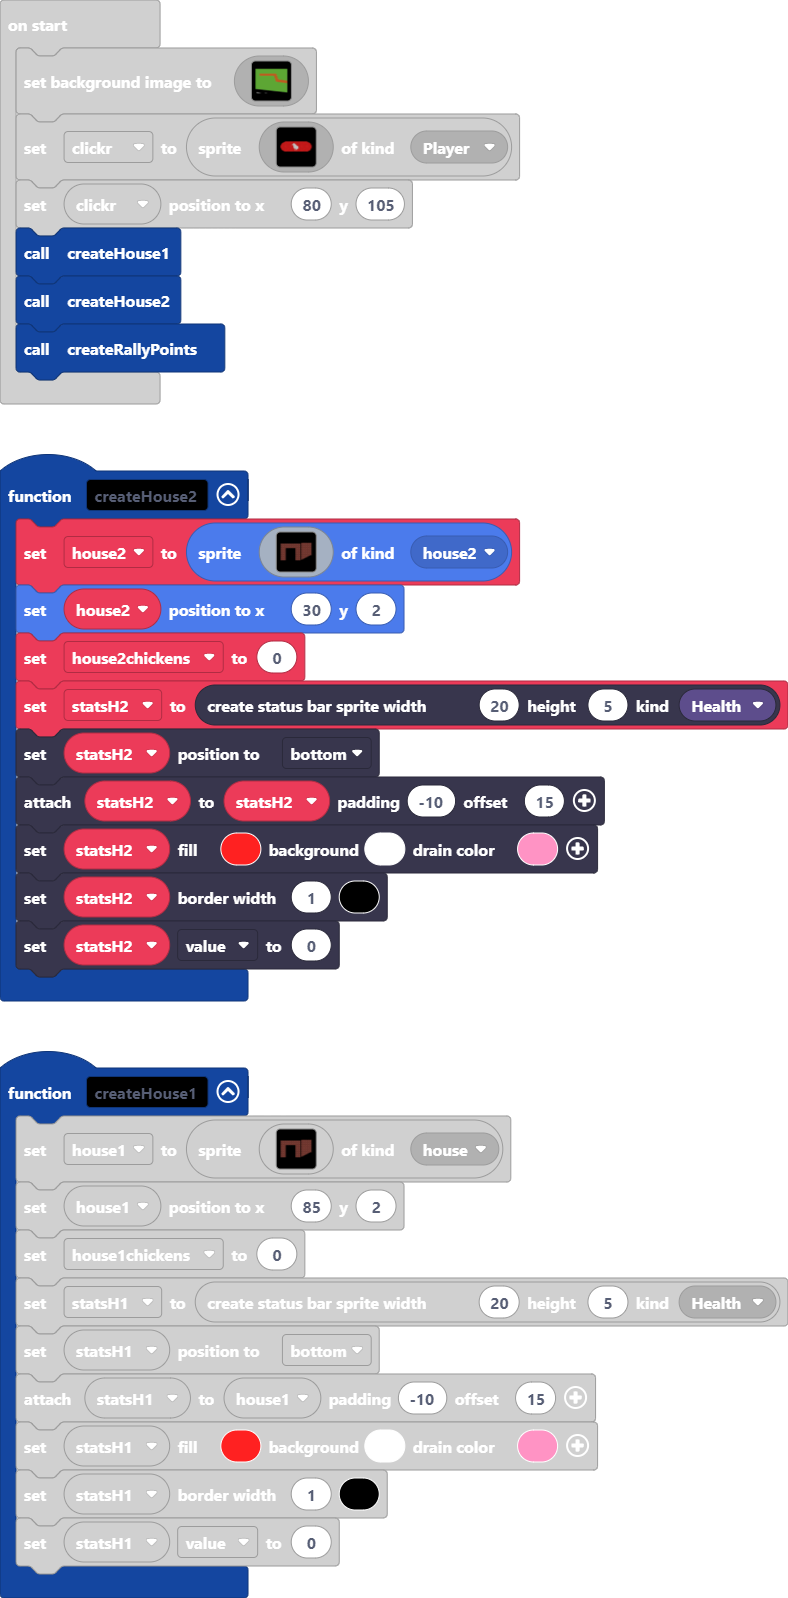 on start
set background image to
set clickr to sprite of kind Player
set clickr position to x 80 y 105
call createHouse1
call createHouse2
call createRallyPoints
function createHouse2
set house2 to sprite of kind house2
set house2 position to x 30 y 2
set house2chickens to 0
set statsH2 to create status bar sprite width 20 height 5 kind Health
set statsH2 position to bottom
attach statsH2 to statsH2 padding -10 offset 15
set statsH2 fill background drain color
set statsH2 border width 1
set statsH2 value to 0
function createHouse1
set house1 to sprite of kind house
set house1 position to x 85 y 2
set house1chickens to 0
set statsH1 to create status bar sprite width 20 height 5 kind Health
set statsH1 position to bottom
attach statsH1 to house1 padding -10 offset 15
set statsH1 fill background drain color
set statsH1 border width 1
set statsH1 value to 0